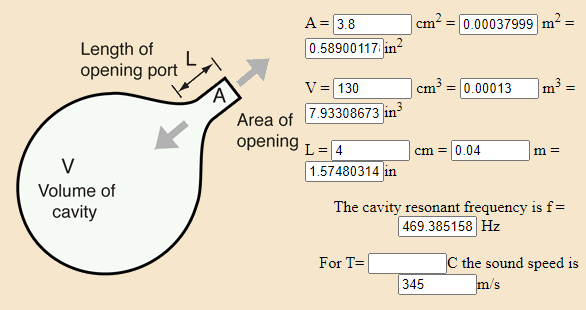 Length of
opening port
L
A
Area of
opening
V
Volume of
cavity
A = 3.8 cm² = 0.00037999 m² =
0.58900117 in²
V = 130 cm³ = 0.00013 m³ =
7.93308673 in³
L = 4 cm = 0.04 m =
1.57480314 in
The cavity resonant frequency is f =
469.385158 Hz
For T= C the sound speed is
345 m/s